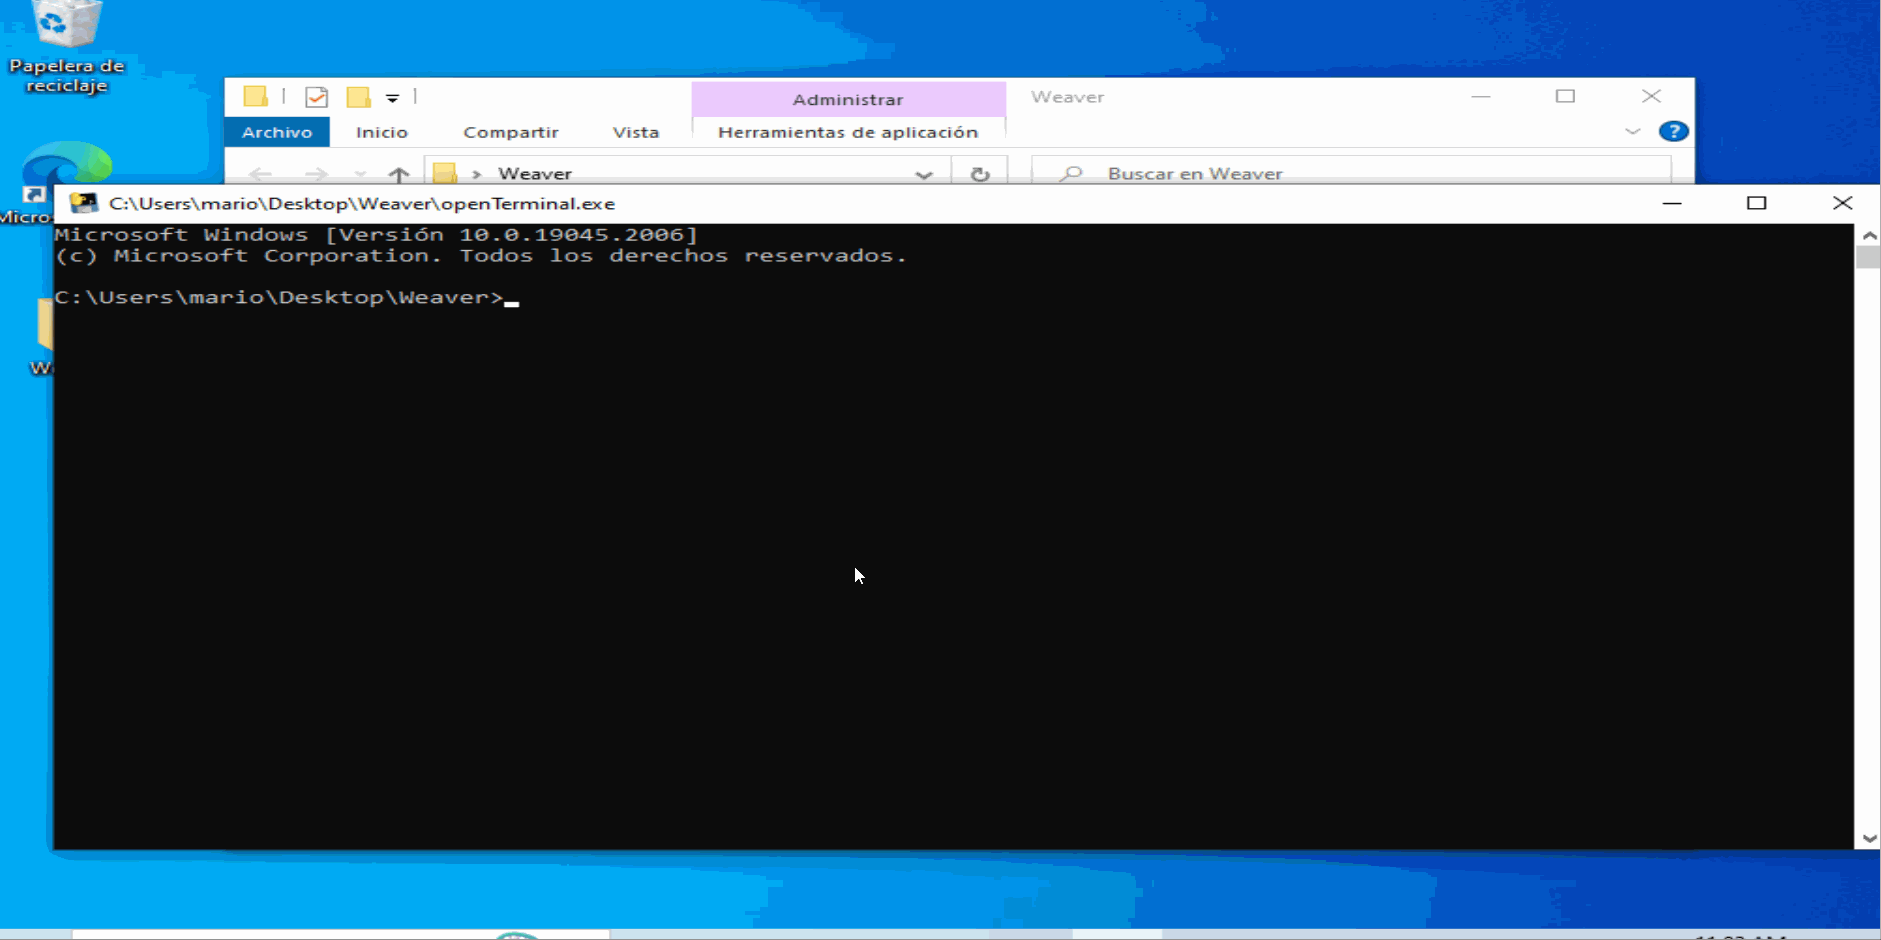 Papelera de
reciclaje
Administrar
Weaver
Archivo
Inicio
Compartir
Vista
Herramientas de aplicación
?
> Weaver
Buscar en Weaver
C:\Users\mario\Desktop\Weaver\openTerminal.exe
Micro
Microsoft Windows [Versión 10.0.19045.2006]
(c) Microsoft Corporation. Todos los derechos reservados.
C:\Users\mario\Desktop\Weaver>
W